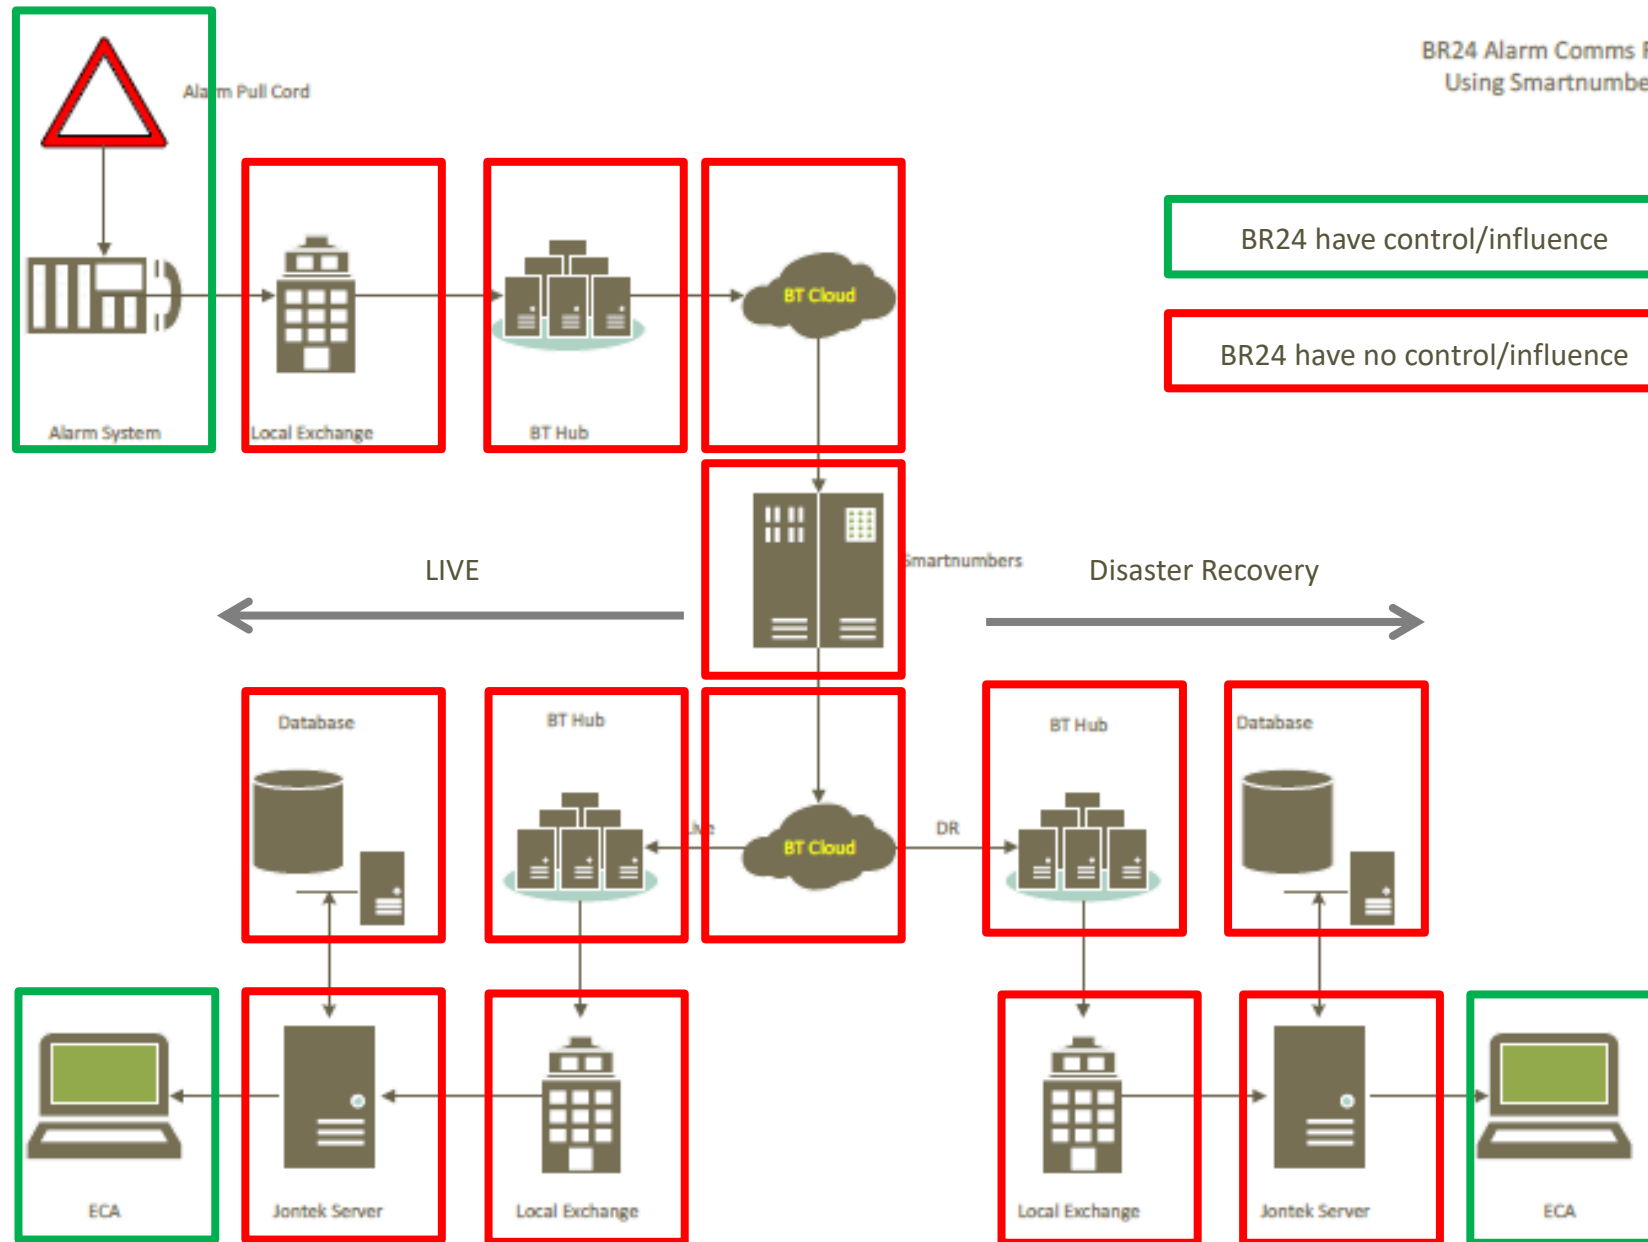 BR24 Alarm Comms
Using Smartnumbe
Alarm Pull Cord
BR24 have control/influence
BT Cloud
BR24 have no control/influence
Alarm System
Local Exchange
BT Hub
Smartnumbers
LIVE
Disaster Recovery
Database
BT Hub
BT Hub
Database
Live
BT Cloud
DR
ECA
Jontek Server
Local Exchange
Local Exchange
Jontek Server
ECA